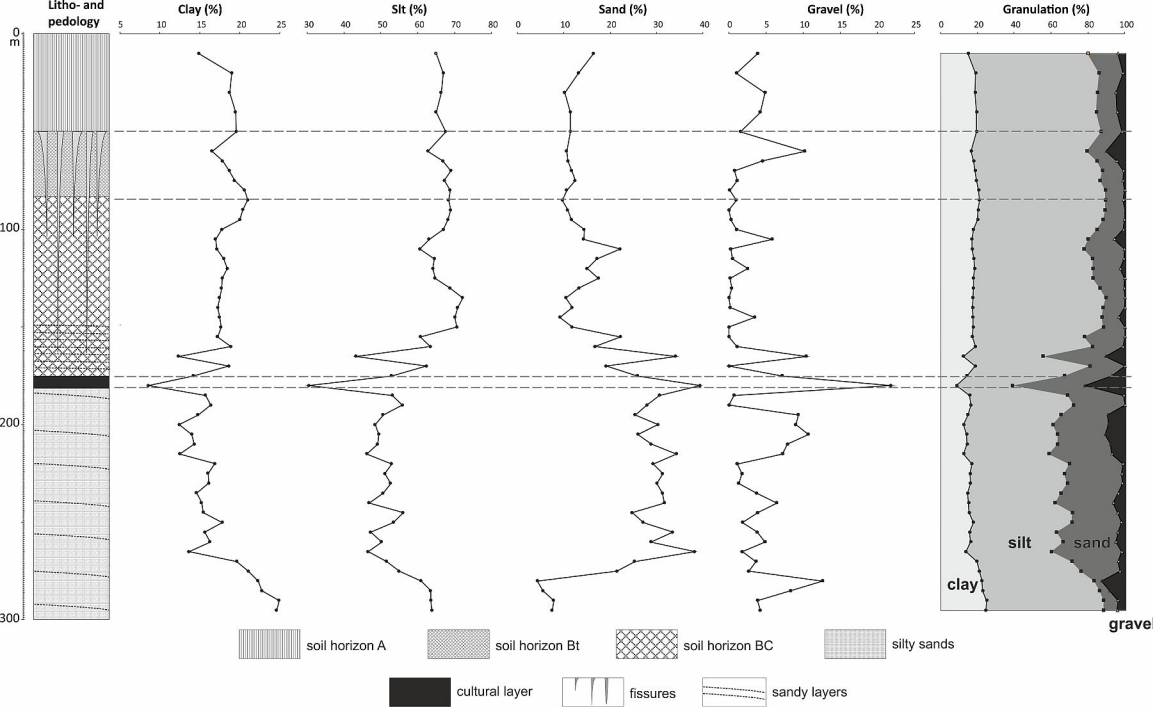 Litho- and
pedology
Clay (%)
Slt (%)
Sand (%)
Gravel (%)
Granulation (%)
5 10 15 20 25
30 40 50 60 70 80
0 10 20 30 40
0 5 10 15 20 25
0 20 40 60 80 100
0
m
100
200
300
clay
silt
sand
gravel
soil horizon A
soil horizon Bt
soil horizon BC
silty sands
cultural layer
fissures
sandy layers